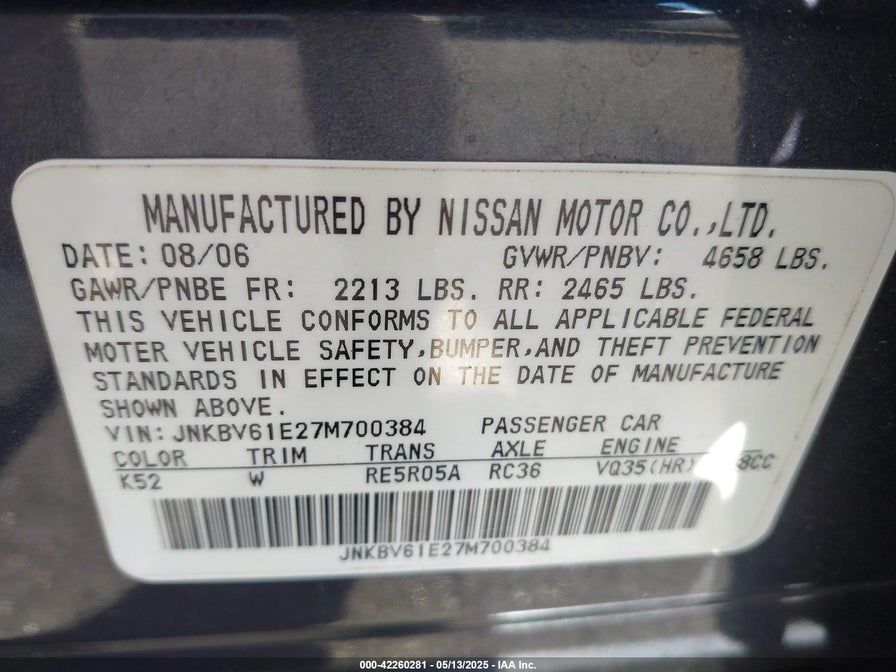 MANUFACTURED BY NISSAN MOTOR CO.,LTD.
DATE: 08/06 GVWR/PNBV: 4658 LBS.
GAWR/PNBE FR: 2213 LBS. RR: 2465 LBS.
THIS VEHICLE CONFORMS TO ALL APPLICABLE FEDERAL
MOTER VEHICLE SAFETY,BUMPER,AND THEFT PREVENTION
STANDARDS IN EFFECT ON THE DATE OF MANUFACTURE
SHOWN ABOVE.
VIN: JNKBV61E27M700384 PASSENGER CAR
COLOR TRIM TRANS AXLE ENGINE
K52 W RE5R05A RC36 VQ35(HR)
JNKBV61E27M700384
000-42260281 - 05/13/2025 - IAA Inc.